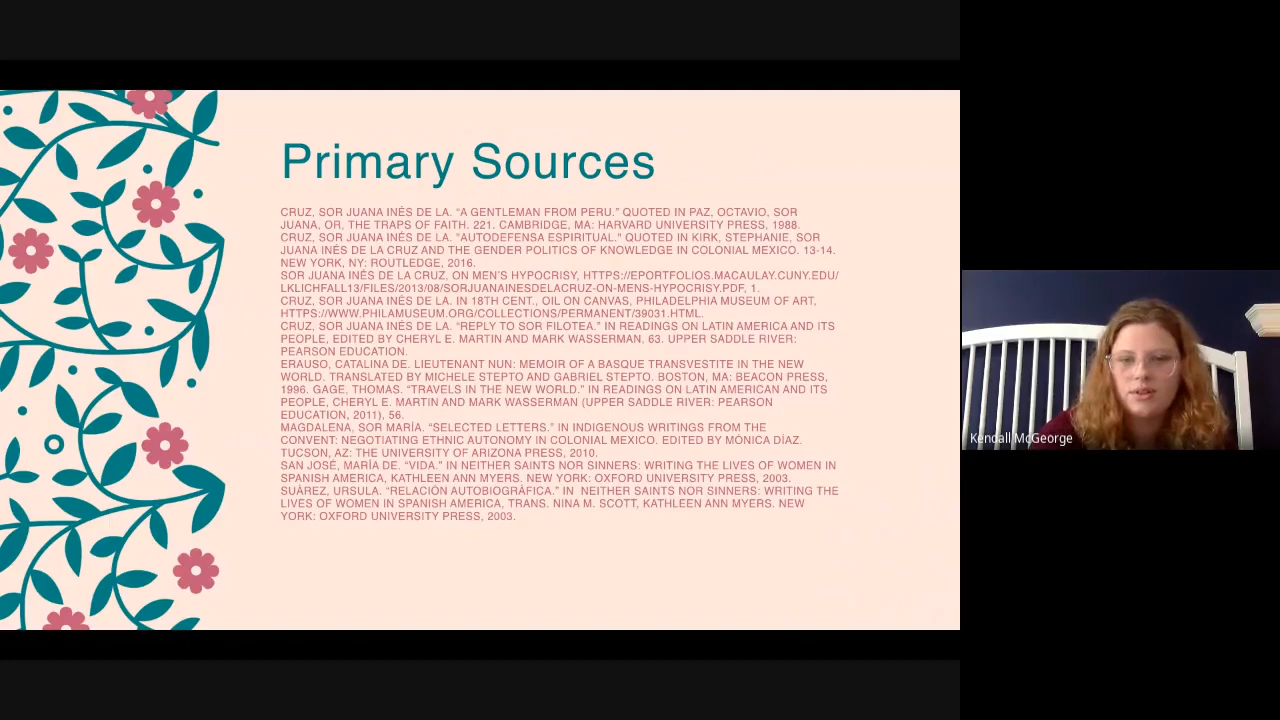 Primary Sources
CRUZ, SOR JUANA INÉS DE LA. “A GENTLEMAN FROM PERU.” QUOTED IN PAZ, OCTAVIO, SOR
JUANA, OR, THE TRAPS OF FAITH. 221. CAMBRIDGE, MA: HARVARD UNIVERSITY PRESS, 1988.
CRUZ, SOR JUANA INÉS DE LA. "AUTODEFENSA ESPIRITUAL." QUOTED IN KIRK, STEPHANIE, SOR
JUANA INÉS DE LA CRUZ AND THE GENDER POLITICS OF KNOWLEDGE IN COLONIAL MEXICO. 13-14.
NEW YORK, NY: ROUTLEDGE, 2016.
SOR JUANA INÉS DE LA CRUZ, ON MEN’S HYPOCRISY, HTTPS://EPORTFOLIOS.MACAULAY.CUNY.EDU/
LKLICHFALL13/FILES/2013/08/SORJUANAINESDELACRUZ-ON-MENS-HYPOCRISY.PDF, 1.
CRUZ, SOR JUANA INÉS DE LA. IN 18TH CENT., OIL ON CANVAS, PHILADELPHIA MUSEUM OF ART,
HTTPS://WWW.PHILAMUSEUM.ORG/COLLECTIONS/PERMANENT/39031.HTML.
CRUZ, SOR JUANA INÉS DE LA. “REPLY TO SOR FILOTEA.” IN READINGS ON LATIN AMERICA AND ITS
PEOPLE, EDITED BY CHERYL E. MARTIN AND MARK WASSERMAN, 63. UPPER SADDLE RIVER:
PEARSON EDUCATION.
ERAUSO, CATALINA DE. LIEUTENANT NUN: MEMOIR OF A BASQUE TRANSVESTITE IN THE NEW
WORLD. TRANSLATED BY MICHELE STEPTO AND GABRIEL STEPTO. BOSTON, MA: BEACON PRESS,
1996. GAGE, THOMAS. “TRAVELS IN THE NEW WORLD.” IN READINGS ON LATIN AMERICAN AND ITS
PEOPLE, CHERYL E. MARTIN AND MARK WASSERMAN (UPPER SADDLE RIVER: PEARSON
EDUCATION, 2011), 56.
MAGDALENA, SOR MARÍA. “SELECTED LETTERS.” IN INDIGENOUS WRITINGS FROM THE
CONVENT: NEGOTIATING ETHNIC AUTONOMY IN COLONIAL MEXICO. EDITED BY MÓNICA DÍAZ.
TUCSON, AZ: THE UNIVERSITY OF ARIZONA PRESS, 2010.
SAN JOSÉ, MARÍA DE. “VIDA.” IN NEITHER SAINTS NOR SINNERS: WRITING THE LIVES OF WOMEN IN
SPANISH AMERICA, KATHLEEN ANN MYERS. NEW YORK: OXFORD UNIVERSITY PRESS, 2003.
SUÁREZ, URSULA. “RELACIÓN AUTOBIOGRÁFICA.” IN NEITHER SAINTS NOR SINNERS: WRITING THE
LIVES OF WOMEN IN SPANISH AMERICA, TRANS. NINA M. SCOTT, KATHLEEN ANN MYERS. NEW
YORK: OXFORD UNIVERSITY PRESS, 2003.
Kendall McGeorge